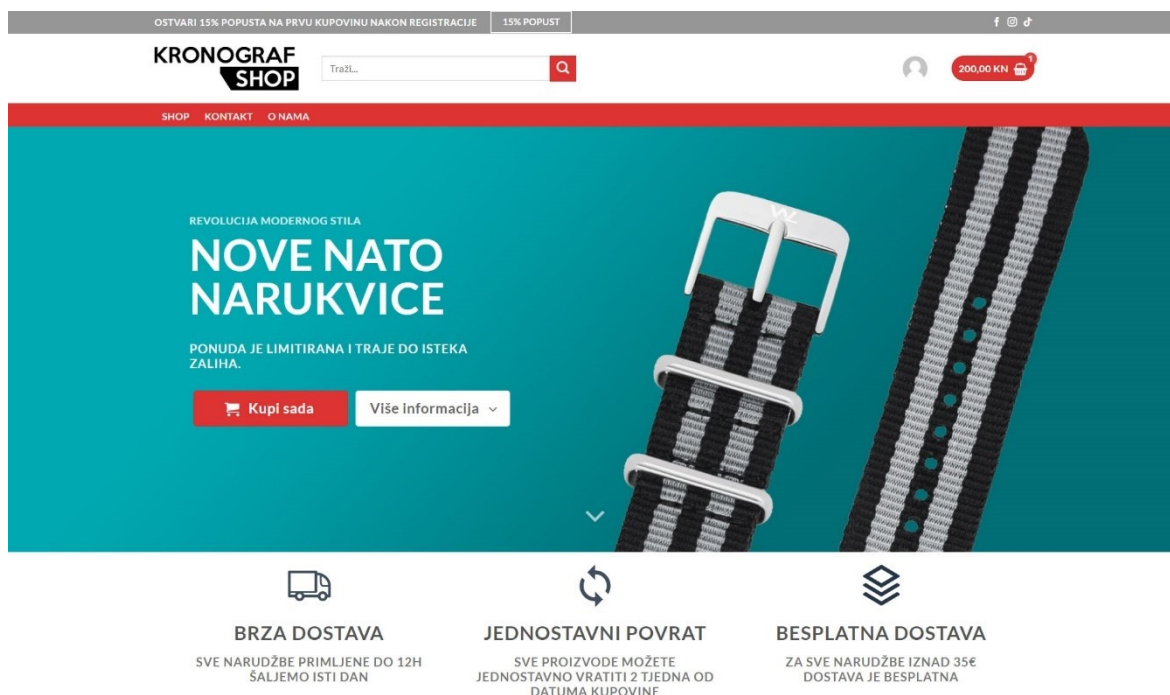 OSTVARI 15% POPUSTA NA PRVU KUPOVINU NAKON REGISTRACIJE 15% POPUST
KRONOGRAF
SHOP
Traži...
200,00 KN 1
SHOP KONTAKT O NAMA
REVOLUCIJA MODERNOG STILA
NOVE NATO
NARUKVICE
PONUDA JE LIMITIRANA I TRAJE DO ISTEKA
ZALIHA.
Kupi sada Više informacija
BRZA DOSTAVA
SVE NARUDŽBE PRIMLJENE DO 12H
ŠALJEMO ISTI DAN
JEDNOSTAVNI POVRAT
SVE PROIZVODE MOŽETE
JEDNOSTAVNO VRATITI 2 TJEDNA OD
DATUMA KUPOVINE
BESPLATNA DOSTAVA
ZA SVE NARUDŽBE IZNAD 35€
DOSTAVA JE BESPLATNA